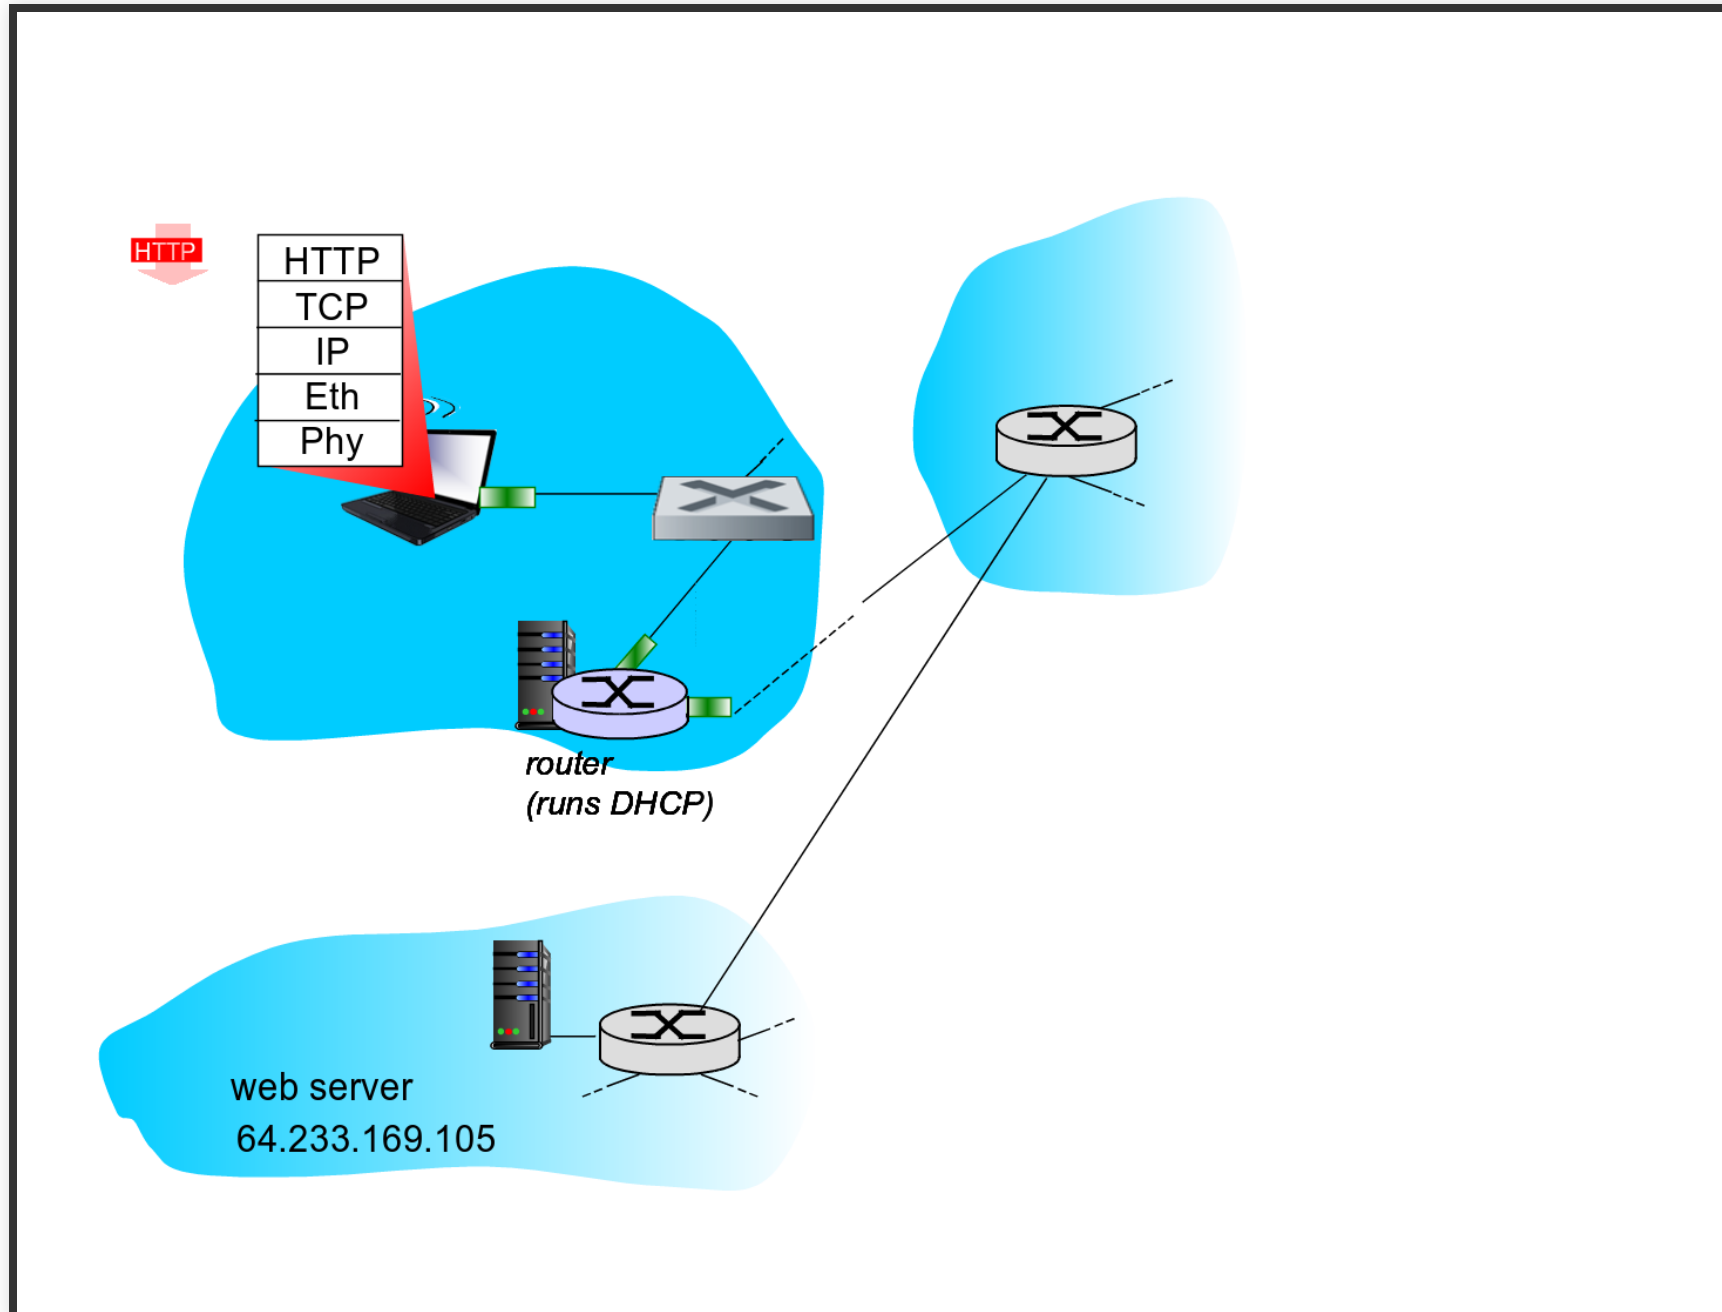 HTTP
HTTP
TCP
IP
Eth
Phy
router
(runs DHCP)
web server
64.233.169.105